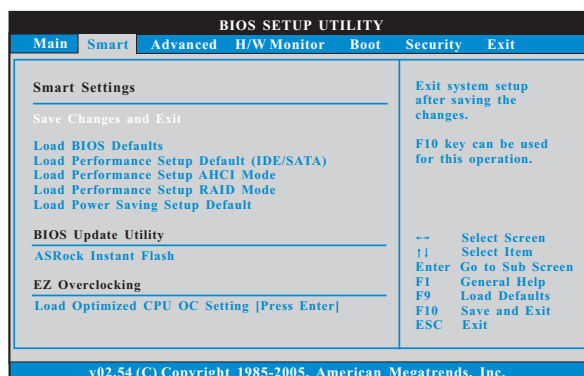 BIOS SETUP UTILITY
Main Smart Advanced H/W Monitor Boot Security Exit
Smart Settings
Save Changes and Exit
Load BIOS Defaults
Load Performance Setup Default (IDE/SATA)
Load Performance Setup AHCI Mode
Load Performance Setup RAID Mode
Load Power Saving Setup Default
BIOS Update Utility
ASRock Instant Flash
EZ Overclocking
Load Optimized CPU OC Setting [Press Enter]
Exit system setup
after saving the
changes.
F10 key can be used
for this operation.
←→ Select Screen
↑↓ Select Item
Enter Go to Sub Screen
F1 General Help
F9 Load Defaults
F10 Save and Exit
ESC Exit
v02.54 (C) Copyright 1985-2005, American Megatrends, Inc.